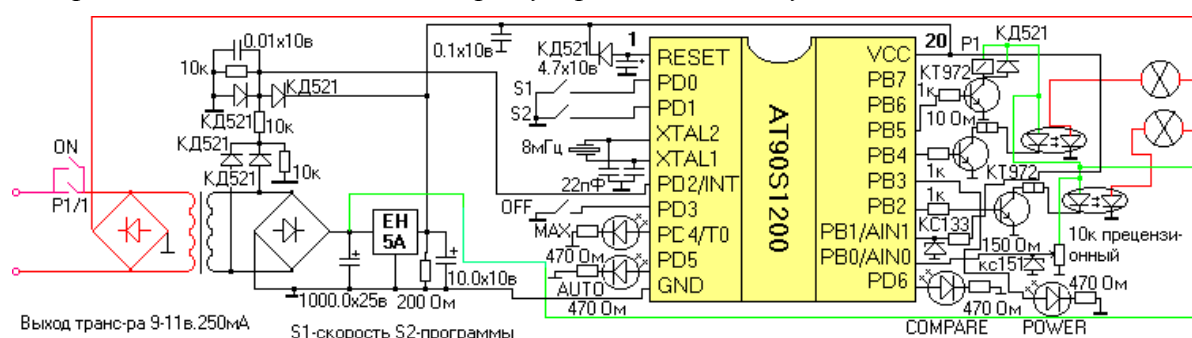 0.01x10в
10к
КД521
КД521
10к
КД521
КД521
10к
ON
P1/1
0.1x10в
КД521
4.7x10в
S1
S2
8мГц
22пФ
OFF
MAX
470 Ом
AUTO
470 Ом
EH
5A
10.0x10в
200 Ом
1000.0x25в
Выход транс-ра 9-11в.250мА
S1-скорость S2-программы
1
20
RESET
PD0
PD1
XTAL2
XTAL1
PD2/INT
PD3
PC4/T0
PD5
GND
AT90S1200
VCC
PB7
PB6
PB5
PB4
PB3
PB2
PB1/AIN1
PB0/AIN0
PD6
P1
КД521
КТ972
1к
10 Ом
1к
КТ972
1к
КС133
150 Ом
кс151
10к прецези-
онный
470 Ом
470 Ом
COMPARE
POWER